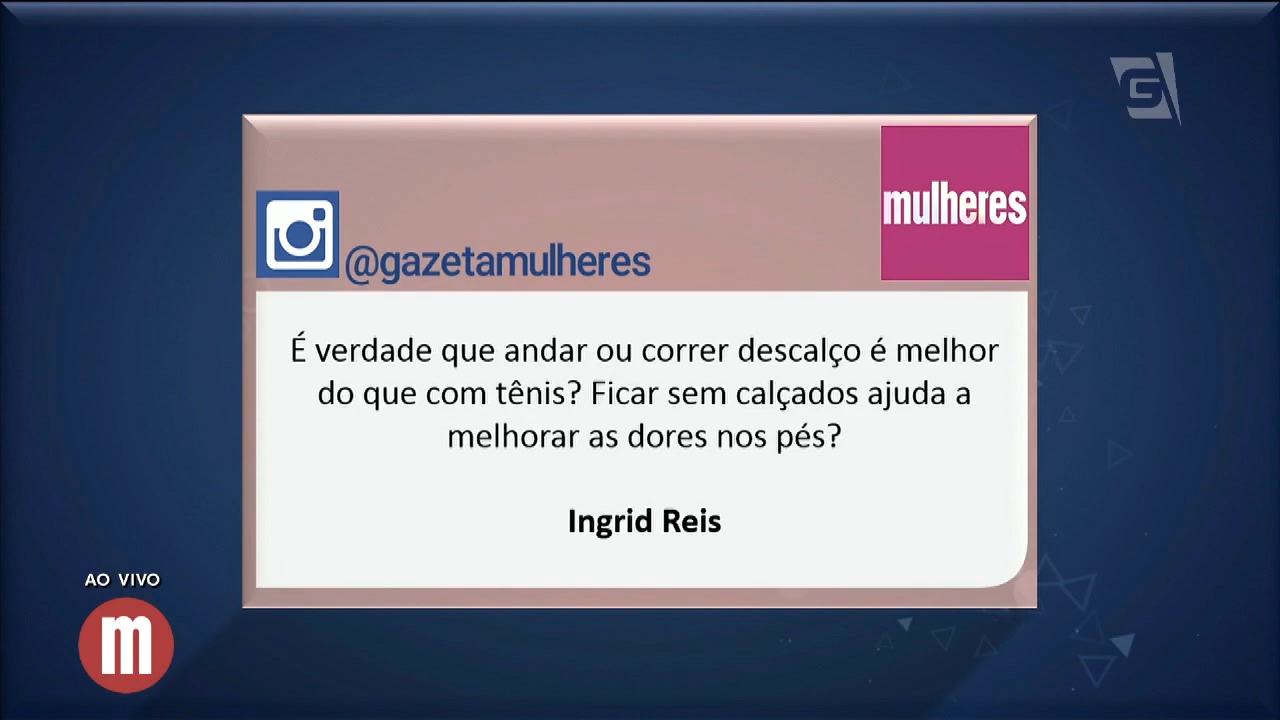 G
mulheres
@gazetamulheres
É verdade que andar ou correr descalço é melhor
do que com tênis? Ficar sem calçados ajuda a
melhorar as dores nos pés?
Ingrid Reis
AO VIVO
m